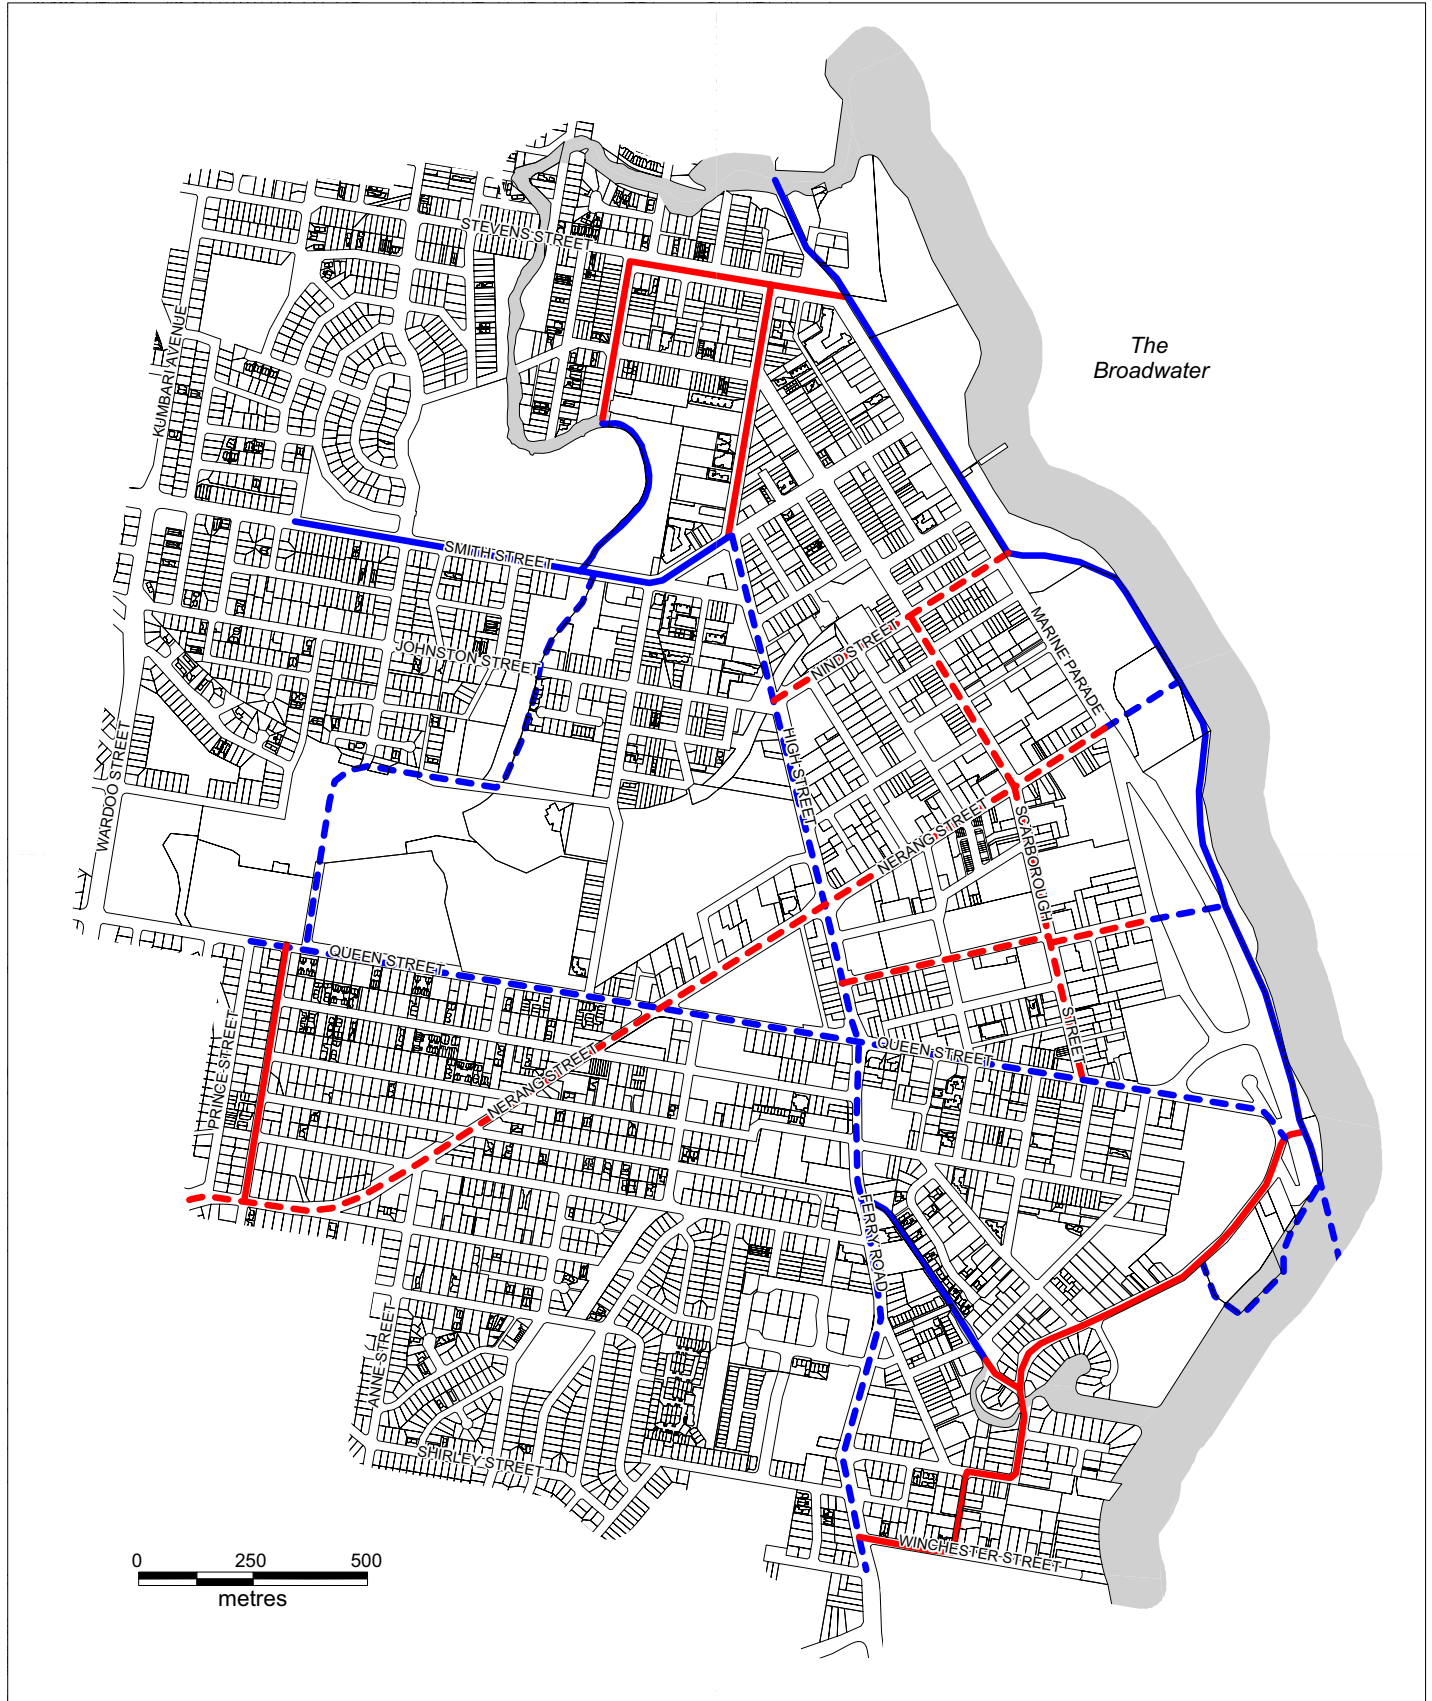 STEVENS STREET
KUMBARI AVENUE
The
Broadwater
SMITH STREET
JOHNSTON STREET
NIND STREET
MARINE PARADE
WARDOO STREET
HIGH STREET
NERANG STREET
SCARBOROUGH
STREET
QUEEN STREET
QUEEN STREET
PRINCE STREET
NERANG STREET
FERRY ROAD
ANNE STREET
SHIRLEY STREET
WINCHESTER STREET
0 250 500
metres